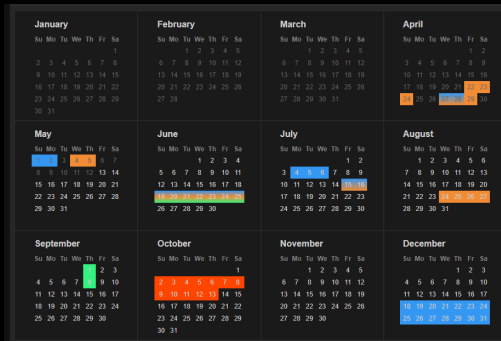 January
Su Mo Tu We Th Fr Sa
1
2 3 4 5 6 7 8
9 10 11 12 13 14 15
16 17 18 19 20 21 22
23 24 25 26 27 28 29
30 31
February
Su Mo Tu We Th Fr Sa
1 2 3 4 5
6 7 8 9 10 11 12
13 14 15 16 17 18 19
20 21 22 23 24 25 26
27 28
March
Su Mo Tu We Th Fr Sa
1 2 3 4 5
6 7 8 9 10 11 12
13 14 15 16 17 18 19
20 21 22 23 24 25 26
27 28 29 30 31
April
Su Mo Tu We Th Fr Sa
1 2
3 4 5 6 7 8 9
10 11 12 13 14 15 16
17 18 19 20 21 22 23
24 25 26 27 28 29 30
May
Su Mo Tu We Th Fr Sa
1 2 3 4 5 6 7
8 9 10 11 12 13 14
15 16 17 18 19 20 21
22 23 24 25 26 27 28
29 30 31
June
Su Mo Tu We Th Fr Sa
1 2 3 4
5 6 7 8 9 10 11
12 13 14 15 16 17 18
19 20 21 22 23 24 25
26 27 28 29 30
July
Su Mo Tu We Th Fr Sa
1 2
3 4 5 6 7 8 9
10 11 12 13 14 15 16
17 18 19 20 21 22 23
24 25 26 27 28 29 30
August
Su Mo Tu We Th Fr Sa
1 2 3 4 5 6
7 8 9 10 11 12 13
14 15 16 17 18 19 20
21 22 23 24 25 26 27
28 29 30 31
September
Su Mo Tu We Th Fr Sa
1 2 3
4 5 6 7 8 9 10
11 12 13 14 15 16 17
18 19 20 21 22 23 24
25 26 27 28 29 30
October
Su Mo Tu We Th Fr Sa
1
2 3 4 5 6 7 8
9 10 11 12 13 14 15
16 17 18 19 20 21 22
23 24 25 26 27 28 29
30 31
November
Su Mo Tu We Th Fr Sa
1 2 3 4 5
6 7 8 9 10 11 12
13 14 15 16 17 18 19
20 21 22 23 24 25 26
27 28 29 30
December
Su Mo Tu We Th Fr Sa
1 2 3
4 5 6 7 8 9 10
11 12 13 14 15 16 17
18 19 20 21 22 23 24
25 26 27 28 29 30 31